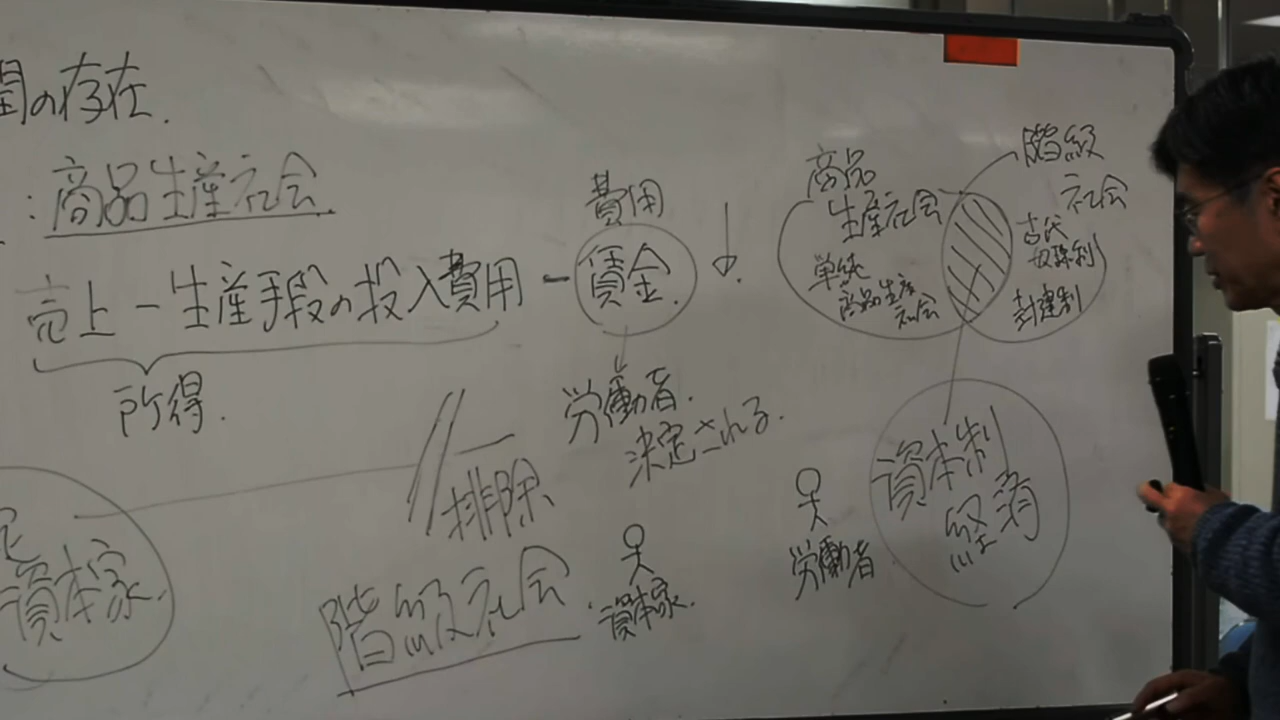 間の存在.
: 商品生産社会
売上 － 生産手段の投入費用 － 賃金.
費用
所得.
労働者.
決定される.
排除
資本家.
階級社会.
資本家.
労働者
商品
生産社会
単純
商品生産
社会
階級
社会
古代
奴隷制
封建制
資本制
経済